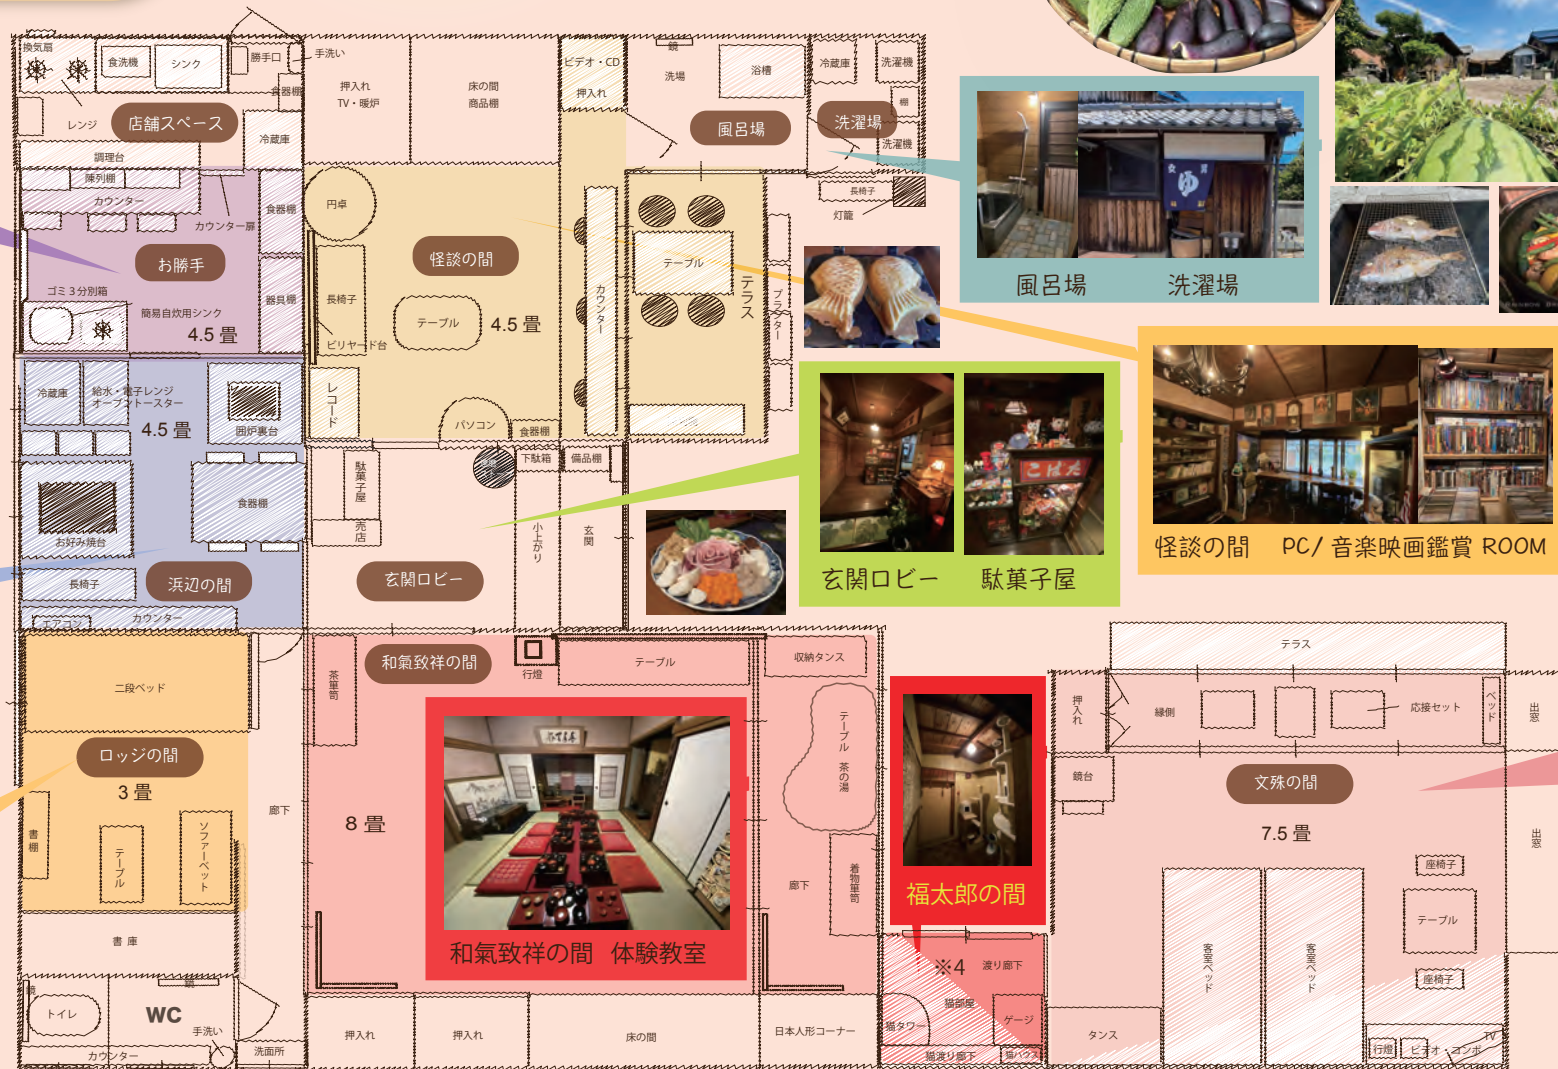 換気扇
食洗機
シンク
勝手口
手洗い
食器棚
レンジ
店舗スペース
冷蔵庫
調理台
陳列棚
カウンター
カウンター扉
食器棚
お勝手
ゴミ3分別箱
簡易自炊用シンク
器具棚
4.5 畳
押入れ
TV・暖炉
床の間
商品棚
ビデオ・CD
押入れ
鏡
洗場
浴槽
風呂場
冷蔵庫
洗濯機
棚
洗濯場
洗濯機
長椅子
灯籠
円卓
怪談の間
長椅子
テーブル
4.5 畳
ビリヤード台
レコード
パソコン
食器棚
カウンター
テーブル
テラス
プランター
風呂場
洗濯場
冷蔵庫
給水・電子レンジ
オーブントースター
4.5 畳
囲炉裏台
食器棚
お好み焼台
長椅子
浜辺の間
カウンター
エアコン
駄菓子屋
売店
下駄箱
備品棚
小上がり
玄関
玄関ロビー
こばた
玄関ロビー
駄菓子屋
怪談の間 PC/音楽映画鑑賞 ROOM
二段ベッド
ロッジの間
3 畳
書棚
テーブル
ソファーベット
廊下
書庫
鏡
鏡
トイレ
WC
手洗い
カウンター
洗面所
茶箪笥
和氣致祥の間
行燈
テーブル
収納タンス
8 畳
テーブル 茶の湯
着物箪笥
廊下
和氣致祥の間 体験教室
押入れ
押入れ
床の間
日本人形コーナー
福太郎の間
※4
渡り廊下
猫部屋
猫タワー
ゲージ
猫渡り廊下
猫ハウス
テラス
押入れ
縁側
応接セット
ベッド
出窓
鏡台
文殊の間
7.5 畳
出窓
座椅子
テーブル
座椅子
客室ベッド
客室ベッド
タンス
行燈
ビデオ・コンポ
TV